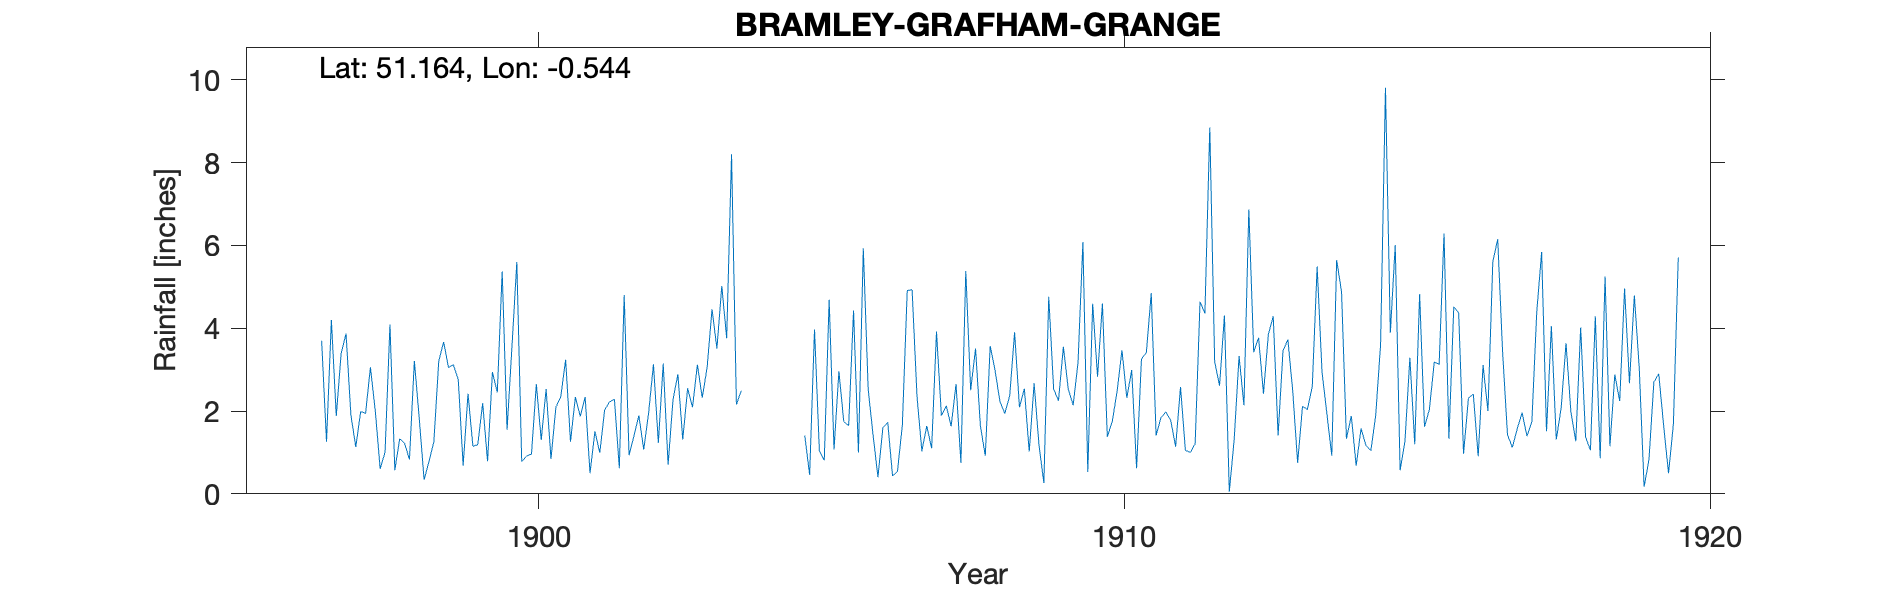 BRAMLEY-GRAFHAM-GRANGE
Lat: 51.164, Lon: -0.544
10
8
6
4
2
0
Rainfall [inches]
1900 1910 1920
Year